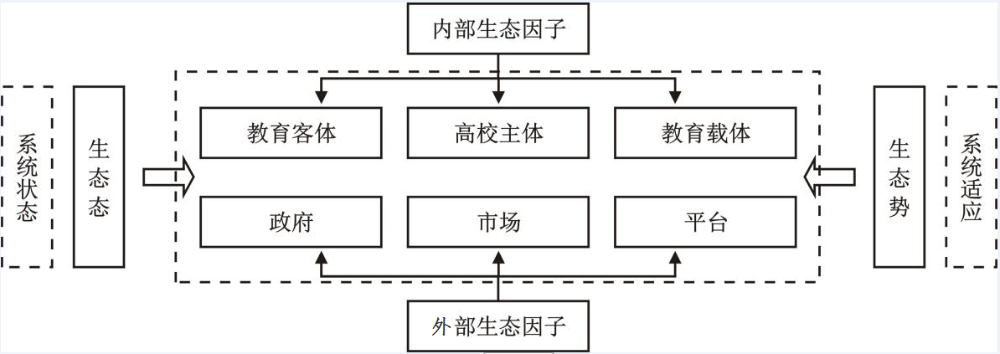 内部生态因子
系统状态
生态态
教育客体
高校主体
教育载体
政府
市场
平台
生态势
系统适应
外部生态因子